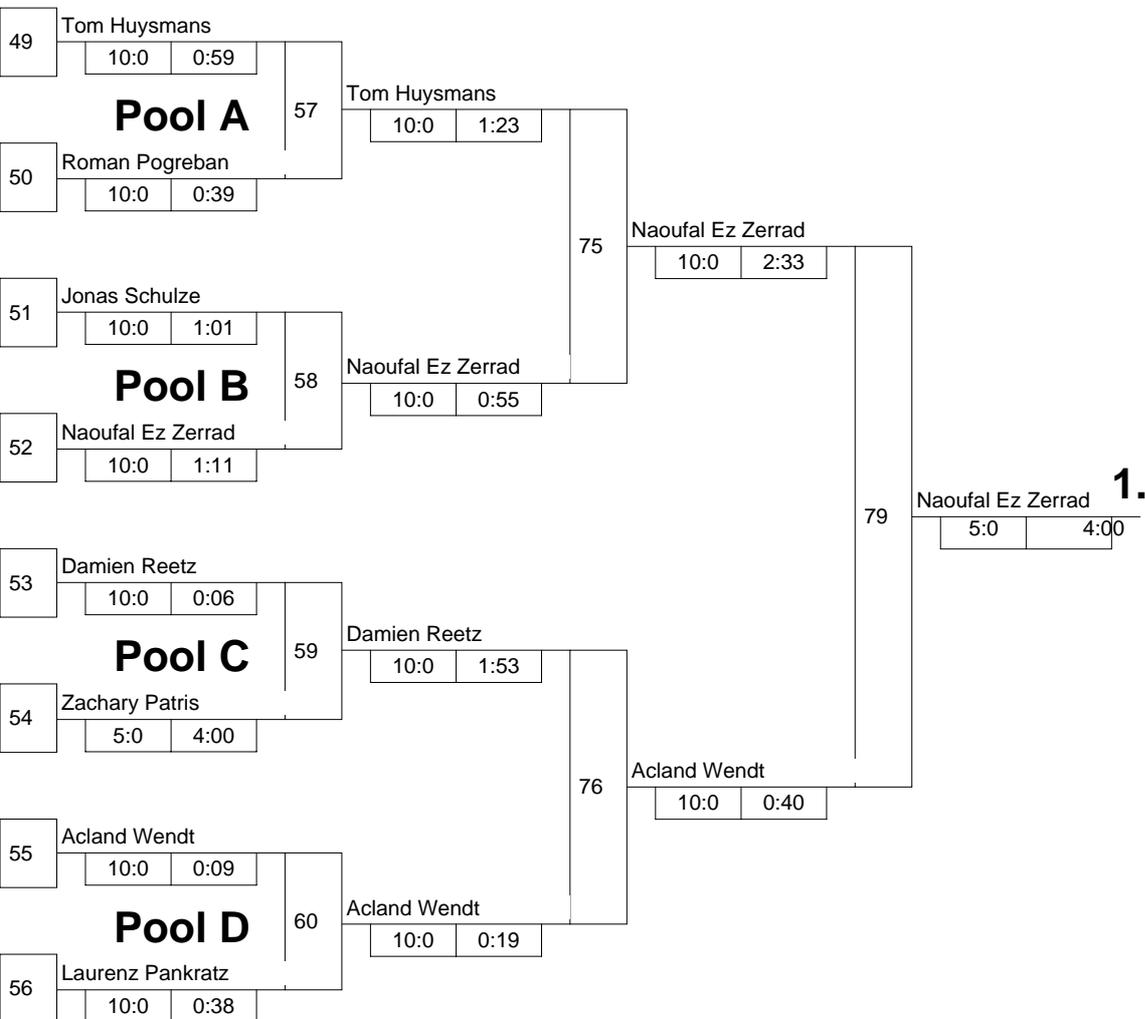 49 Tom Huysmans
10:0 0:59
Pool A
57
Tom Huysmans
10:0 1:23
50 Roman Pogreban
10:0 0:39
75
Naoufal Ez Zerrad
10:0 2:33
51 Jonas Schulze
10:0 1:01
Pool B
58
Naoufal Ez Zerrad
10:0 0:55
52 Naoufal Ez Zerrad
10:0 1:11
79
Naoufal Ez Zerrad 1.
5:0 4:00
53 Damien Reetz
10:0 0:06
Pool C
59
Damien Reetz
10:0 1:53
54 Zachary Patris
5:0 4:00
76
Acland Wendt
10:0 0:40
55 Acland Wendt
10:0 0:09
Pool D
60
Acland Wendt
10:0 0:19
56 Laurenz Pankratz
10:0 0:38